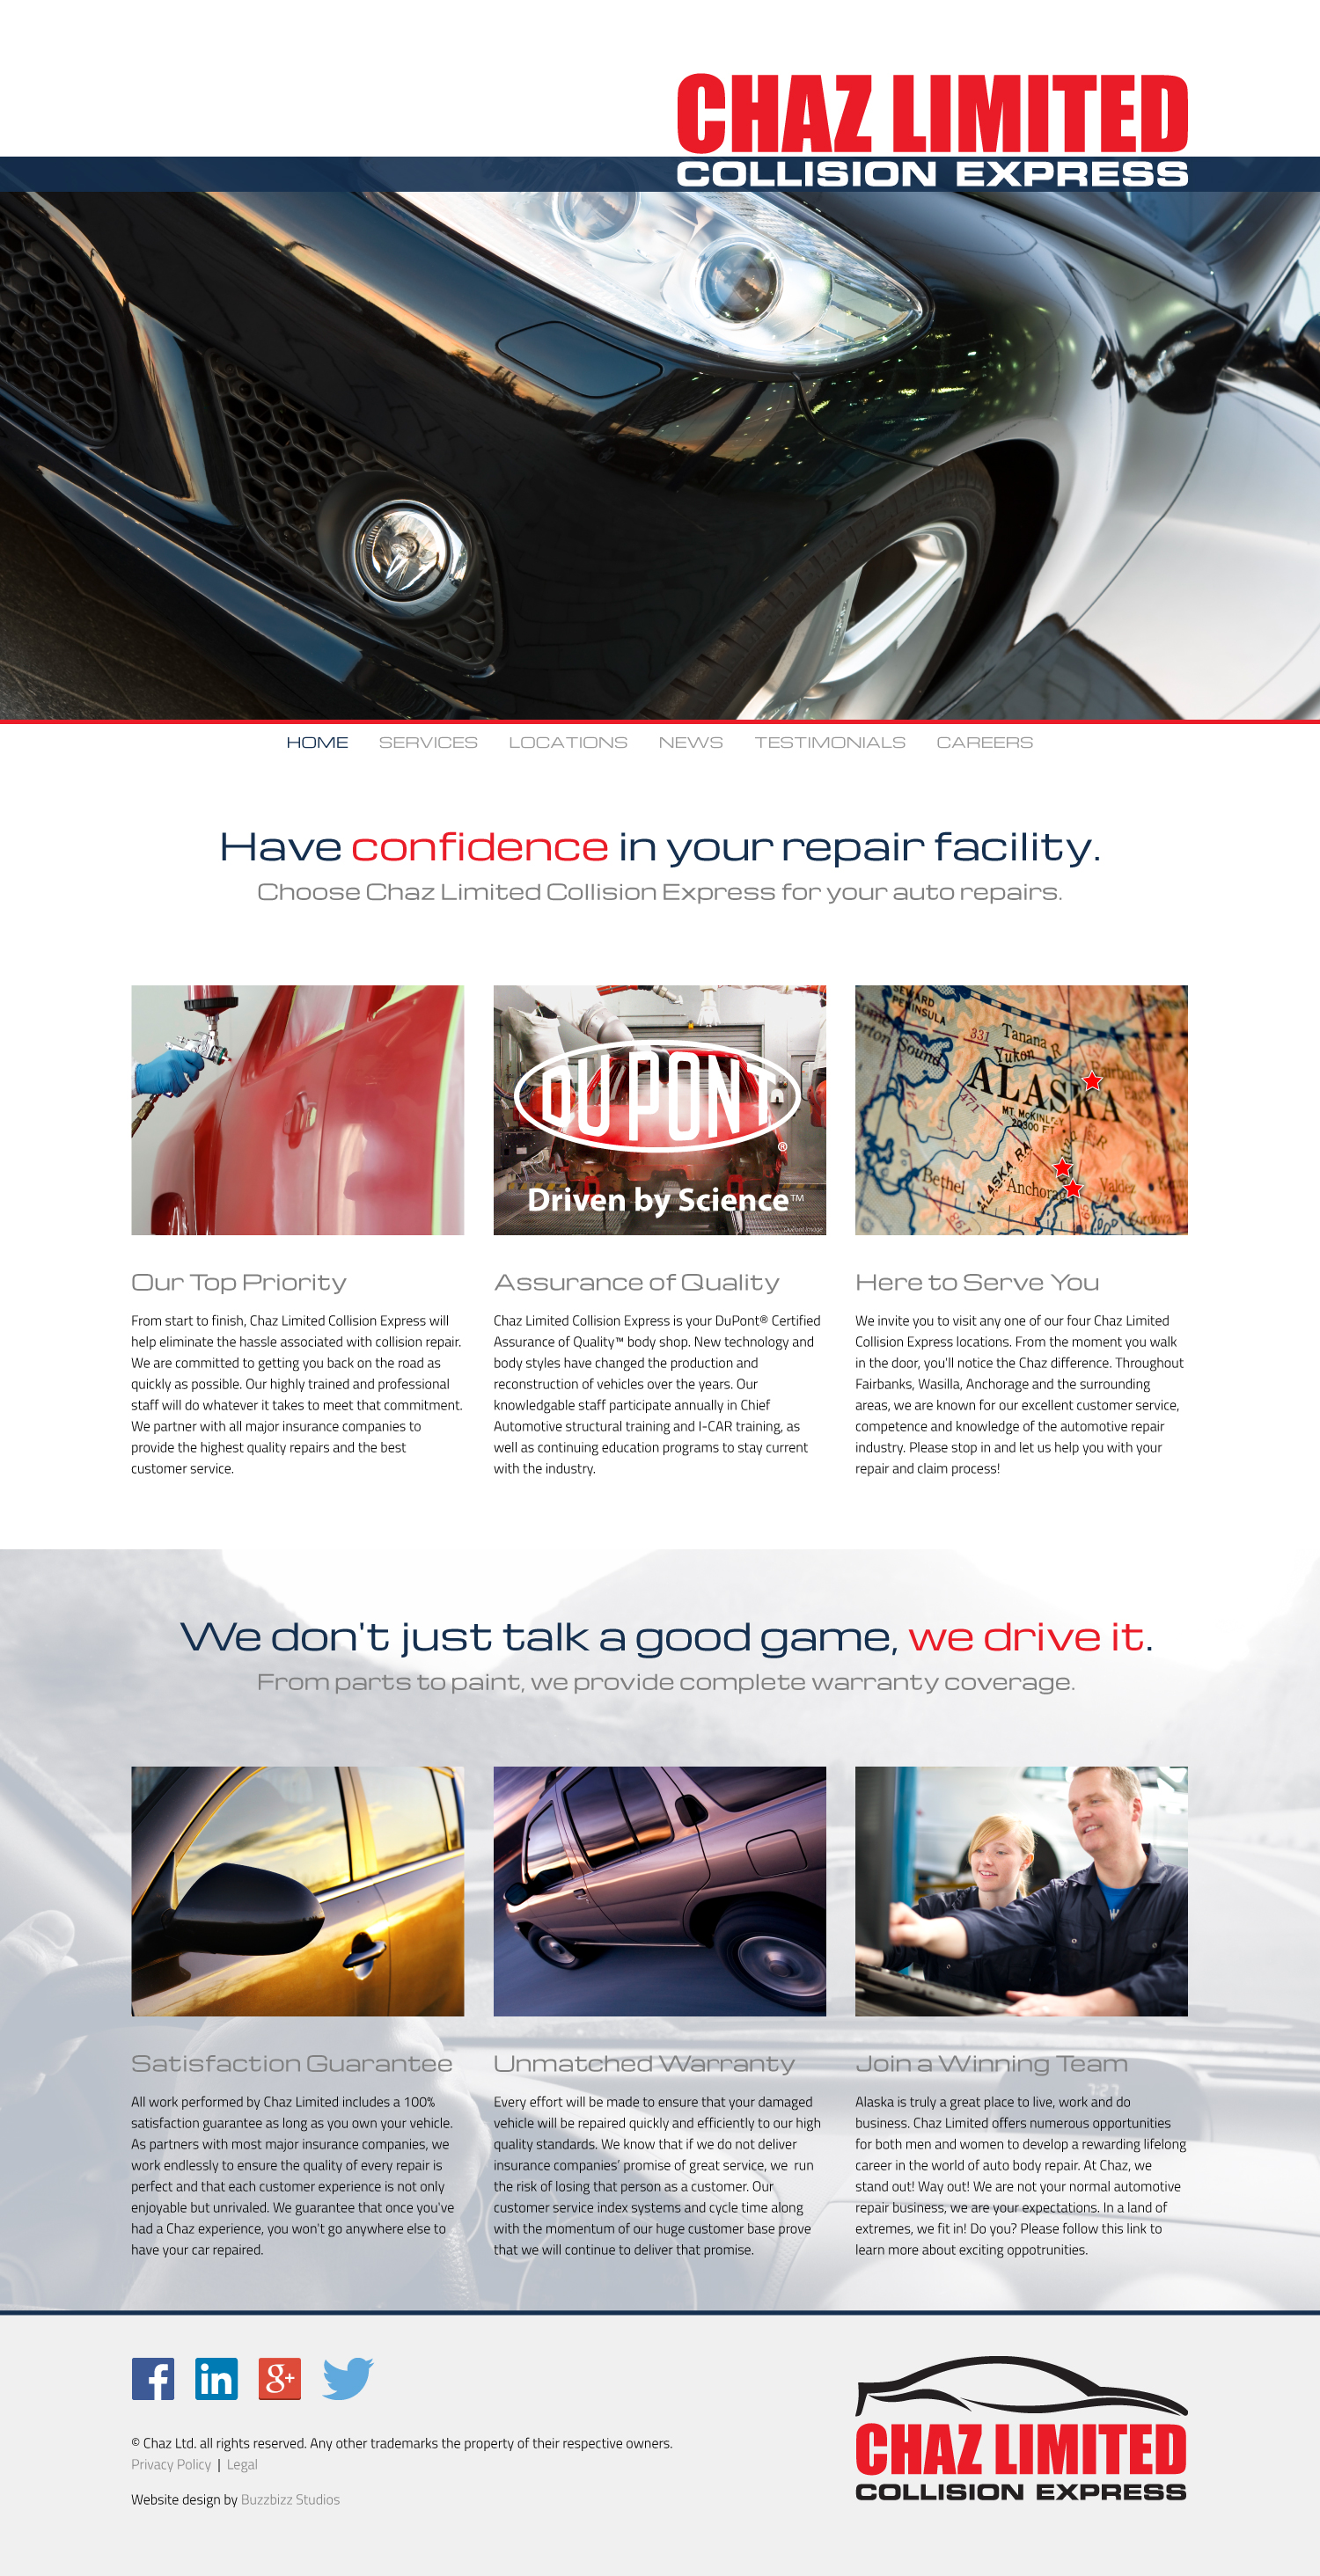 CHAZ LIMITED
COLLISION EXPRESS
HOME SERVICES LOCATIONS NEWS TESTIMONIALS CAREERS
Have confidence in your repair facility.
Choose Chaz Limited Collision Express for your auto repairs.
DU PONT
®
Driven by Science™
DuPont Image
SEWARD
PENINSULA
Sound
331
Tanana R
Yukon
Fairbanks
ALASKA
471
MT McKINLEY
20300 FT
ALASKA RA
Bethel
Anchorag
Valdez
Cordova
Our Top Priority
From start to finish, Chaz Limited Collision Express will
help eliminate the hassle associated with collision repair.
We are committed to getting you back on the road as
quickly as possible. Our highly trained and professional
staff will do whatever it takes to meet that commitment.
We partner with all major insurance companies to
provide the highest quality repairs and the best
customer service.
Assurance of Quality
Chaz Limited Collision Express is your DuPont® Certified
Assurance of Quality™ body shop. New technology and
body styles have changed the production and
reconstruction of vehicles over the years. Our
knowledgable staff participate annually in Chief
Automotive structural training and I-CAR training, as
well as continuing education programs to stay current
with the industry.
Here to Serve You
We invite you to visit any one of our four Chaz Limited
Collision Express locations. From the moment you walk
in the door, you'll notice the Chaz difference. Throughout
Fairbanks, Wasilla, Anchorage and the surrounding
areas, we are known for our excellent customer service,
competence and knowledge of the automotive repair
industry. Please stop in and let us help you with your
repair and claim process!
We don't just talk a good game, we drive it.
From parts to paint, we provide complete warranty coverage.
Satisfaction Guarantee
All work performed by Chaz Limited includes a 100%
satisfaction guarantee as long as you own your vehicle.
As partners with most major insurance companies, we
work endlessly to ensure the quality of every repair is
perfect and that each customer experience is not only
enjoyable but unrivaled. We guarantee that once you've
had a Chaz experience, you won't go anywhere else to
have your car repaired.
Unmatched Warranty
Every effort will be made to ensure that your damaged
vehicle will be repaired quickly and efficiently to our high
quality standards. We know that if we do not deliver
insurance companies' promise of great service, we run
the risk of losing that person as a customer. Our
customer service index systems and cycle time along
with the momentum of our huge customer base prove
that we will continue to deliver that promise.
Join a Winning Team
Alaska is truly a great place to live, work and do
business. Chaz Limited offers numerous opportunities
for both men and women to develop a rewarding lifelong
career in the world of auto body repair. At Chaz, we
stand out! Way out! We are not your normal automotive
repair business, we are your expectations. In a land of
extremes, we fit in! Do you? Please follow this link to
learn more about exciting oppotrunities.
f in g+
© Chaz Ltd. all rights reserved. Any other trademarks the property of their respective owners.
Privacy Policy | Legal
Website design by Buzzbizz Studios
CHAZ LIMITED
COLLISION EXPRESS